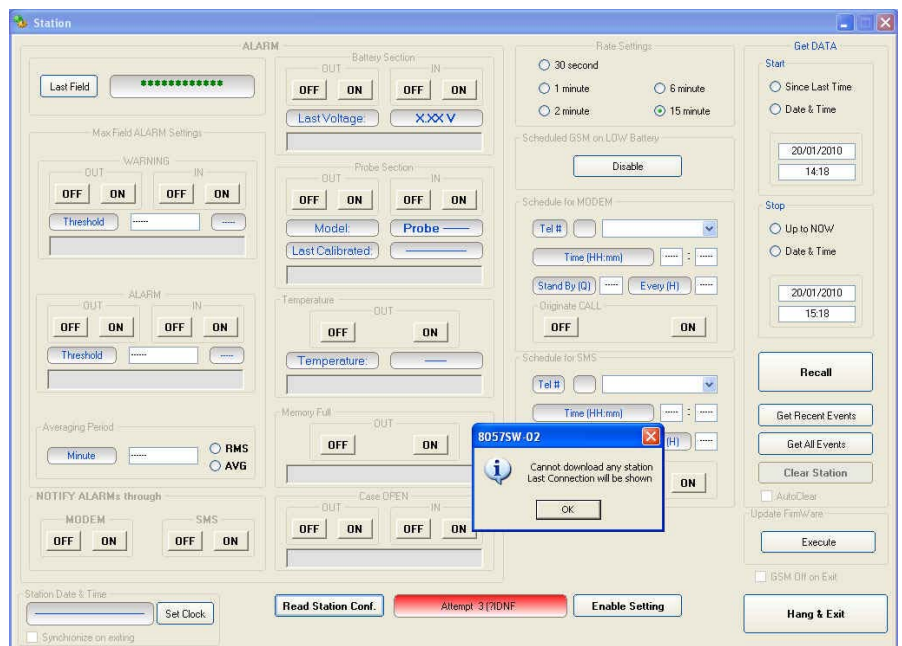 Station
ALARM
Last Field
************
Max Field ALARM Settings
WARNING
OUT IN
OFF ON OFF ON
Threshold ----- ----
ALARM
OUT IN
OFF ON OFF ON
Threshold ----- ----
Averaging Period
Minute -----
RMS
AVG
NOTIFY ALARMs through
MODEM SMS
OFF ON OFF ON
Station Date & Time
Set Clock
Synchronize on exiting
Battery Section
OUT IN
OFF ON OFF ON
Last Voltage: X.XX V
Probe Section
OUT IN
OFF ON OFF ON
Model: Probe ——
Last Calibrated: ————
Temperature
OUT
OFF ON
Temperature: ——
Memory Full
OUT
OFF ON
Case OPEN
OUT IN
OFF ON OFF ON
Read Station Conf.
Attempt 3 [?IDNF
Enable Setting
Rate Settings
30 second
1 minute 6 minute
2 minute 15 minute
Scheduled GSM on LOW Battery
Disable
Schedule for MODEM
Tel #
Time (HH:mm) ---- : ----
Stand By (Q) ---- Every (H) ----
Originate CALL
OFF ON
Schedule for SMS
Tel #
Time (HH:mm) ---- : ----
(H) ----
ON
8057SW-02
Cannot download any station
Last Connection will be shown
OK
Get DATA
Start
Since Last Time
Date & Time
20/01/2010
14:18
Stop
Up to NOW
Date & Time
20/01/2010
15:18
Recall
Get Recent Events
Get All Events
Clear Station
AutoClear
Update FirmWare
Execute
GSM Off on Exit
Hang & Exit